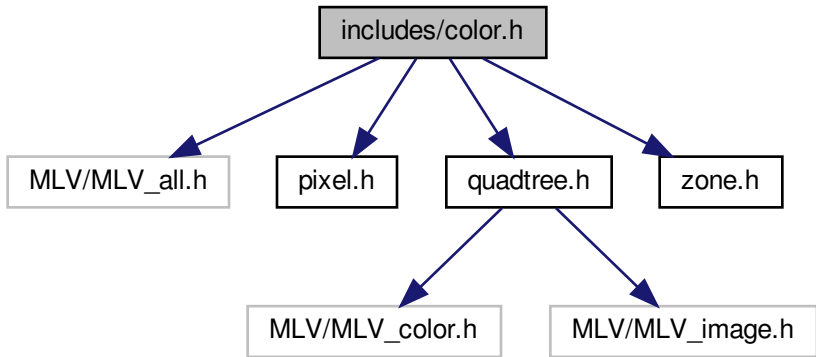 includes/color.h
MLV/MLV_all.h
pixel.h
quadtree.h
zone.h
MLV/MLV_color.h
MLV/MLV_image.h